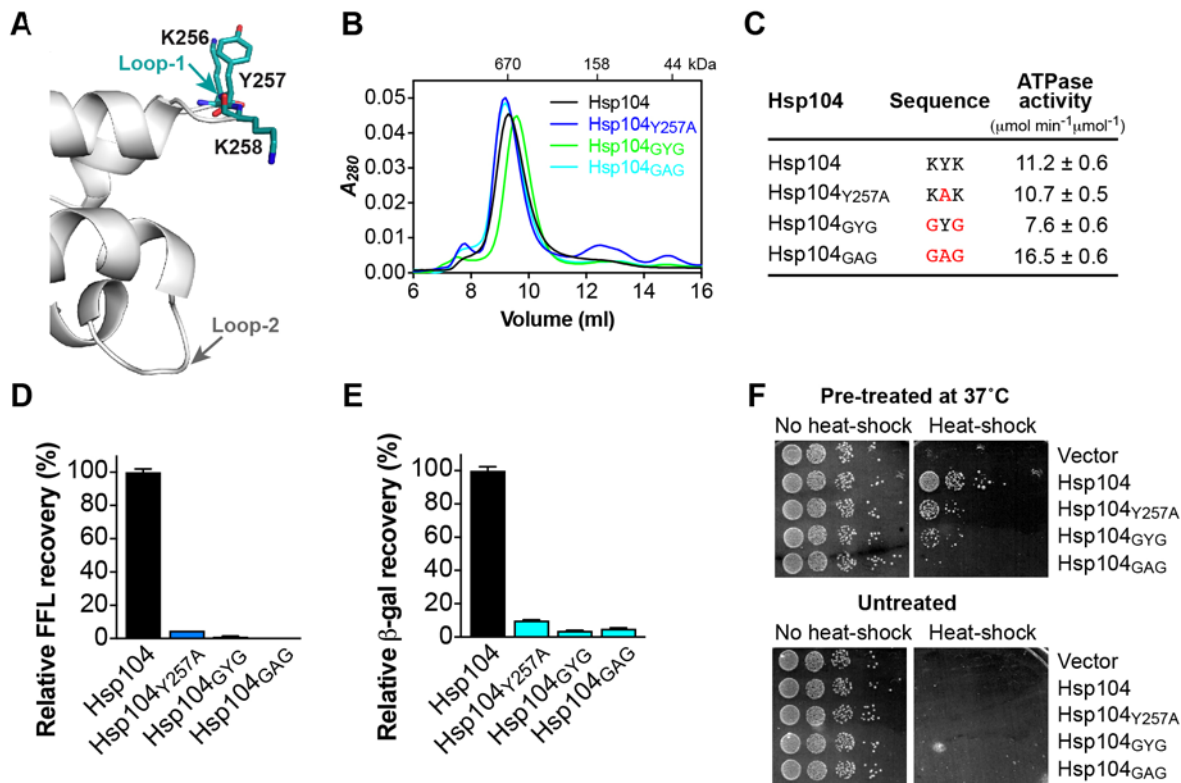 A
K256
Loop-1
Y257
K258
Loop-2
B
670 158 44 kDa
0.05
0.04
0.03
0.02
0.01
0.00
A280
Hsp104
Hsp104Y257A
Hsp104GYG
Hsp104GAG
6 8 10 12 14 16
Volume (ml)
C
Hsp104 Sequence ATPase activity
(μmol min-1μmol-1)
Hsp104 KYK 11.2 ± 0.6
Hsp104Y257A KAK 10.7 ± 0.5
Hsp104GYG GYG 7.6 ± 0.6
Hsp104GAG GAG 16.5 ± 0.6
D
Relative FFL recovery (%)
100
80
60
40
20
0
Hsp104
Hsp104Y257A
Hsp104GYG
Hsp104GAG
E
Relative β-gal recovery (%)
100
80
60
40
20
0
Hsp104
Hsp104Y257A
Hsp104GYG
Hsp104GAG
F
Pre-treated at 37˚C
No heat-shock Heat-shock
Vector
Hsp104
Hsp104Y257A
Hsp104GYG
Hsp104GAG
Untreated
No heat-shock Heat-shock
Vector
Hsp104
Hsp104Y257A
Hsp104GYG
Hsp104GAG